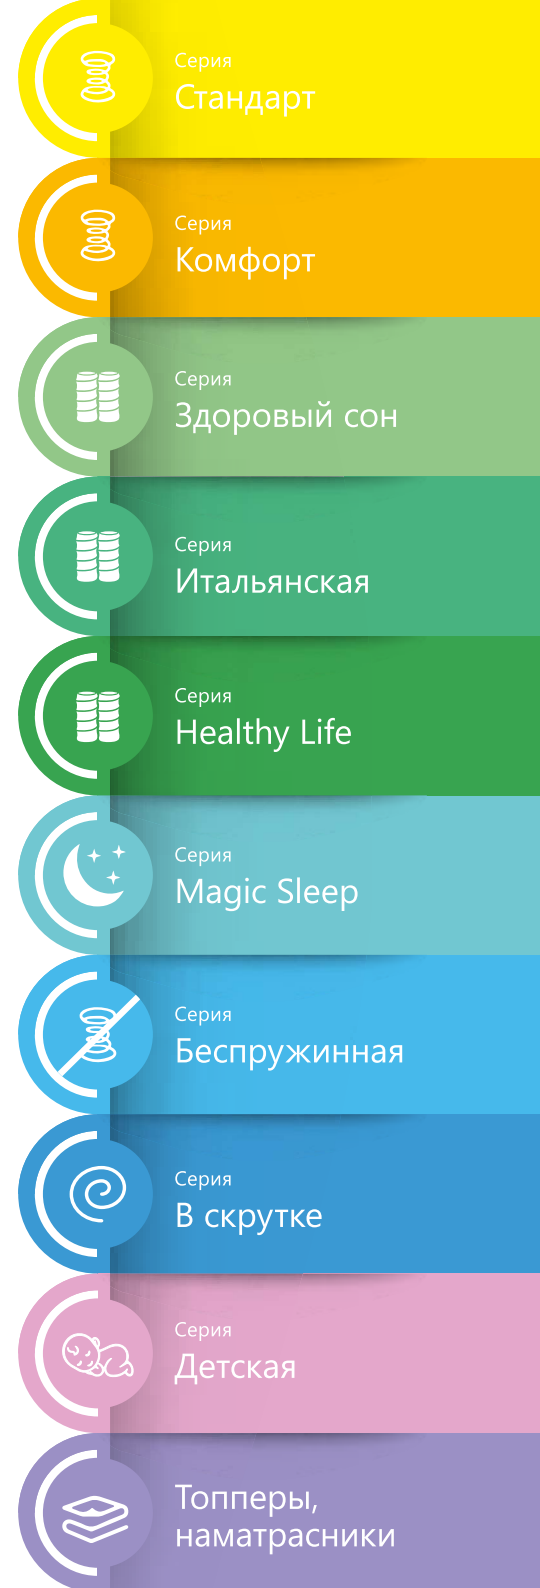 Серия
Стандарт
Серия
Комфорт
Серия
Здоровый сон
Серия
Итальянская
Серия
Healthy Life
Серия
Magic Sleep
Серия
Беспружинная
Серия
В скрутке
Серия
Детская
Топперы,
наматрасники